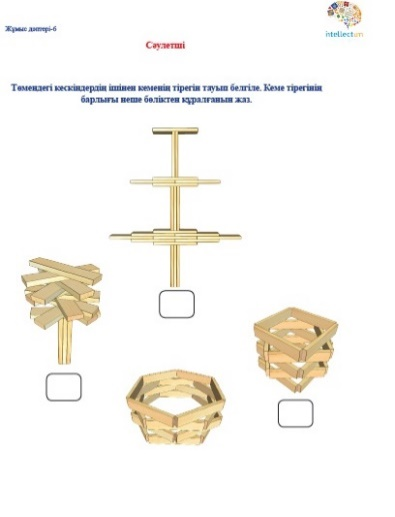 Жұмыс дәптері-6
intellectum
Сәулетші
Төмендегі кескіндердің ішінен кеменің тірегін тауып белгіле. Кеме тірегінің
барлығы неше бөліктен құралғанын жаз.